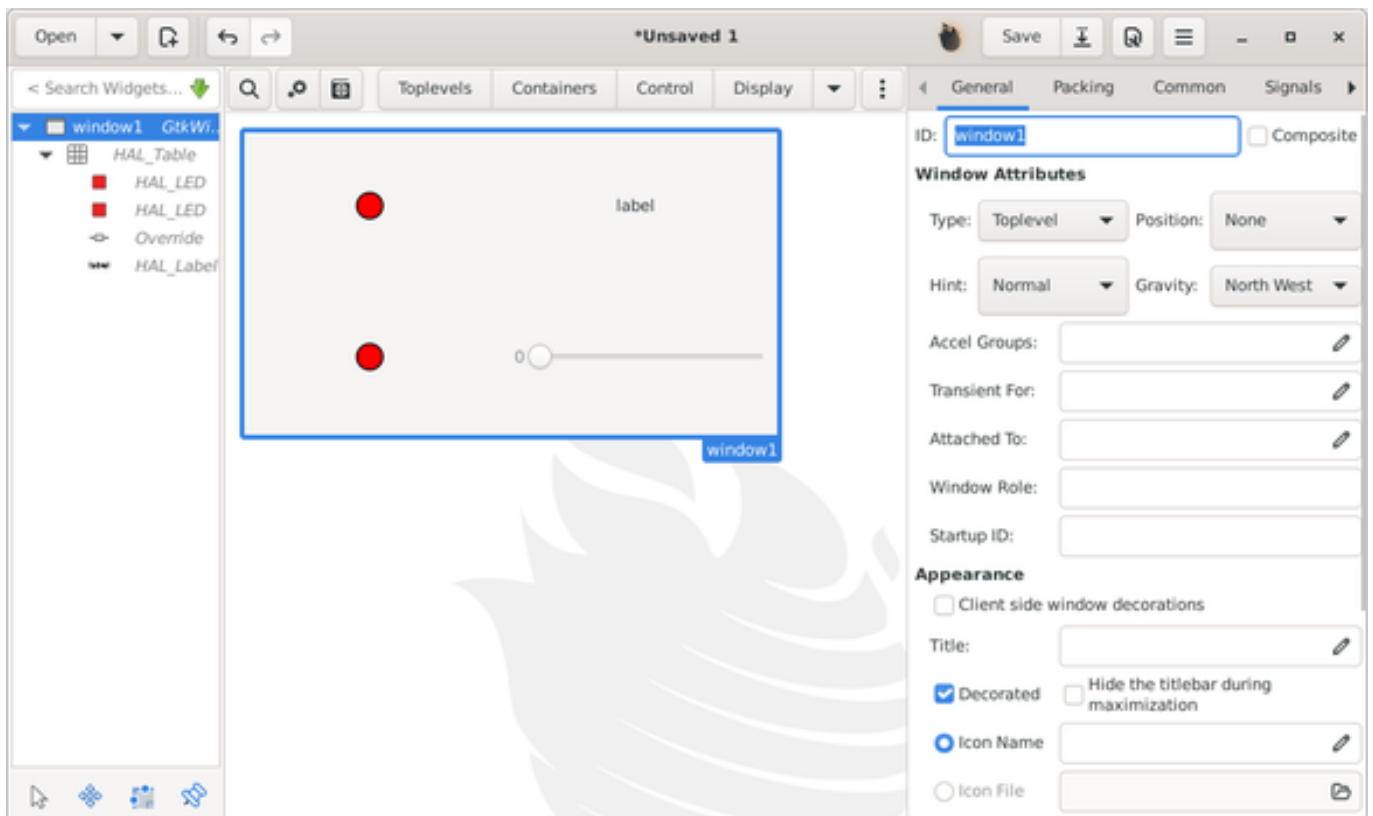 Open
*Unsaved 1
Save
< Search Widgets...
Toplevels
Containers
Control
Display
General
Packing
Common
Signals
window1 GtkWi..
HAL_Table
HAL_LED
HAL_LED
Override
HAL_Label
label
0
window1
ID: window1
Composite
Window Attributes
Type: Toplevel
Position: None
Hint: Normal
Gravity: North West
Accel Groups:
Transient For:
Attached To:
Window Role:
Startup ID:
Appearance
Client side window decorations
Title:
Decorated
Hide the titlebar during
maximization
Icon Name
Icon File